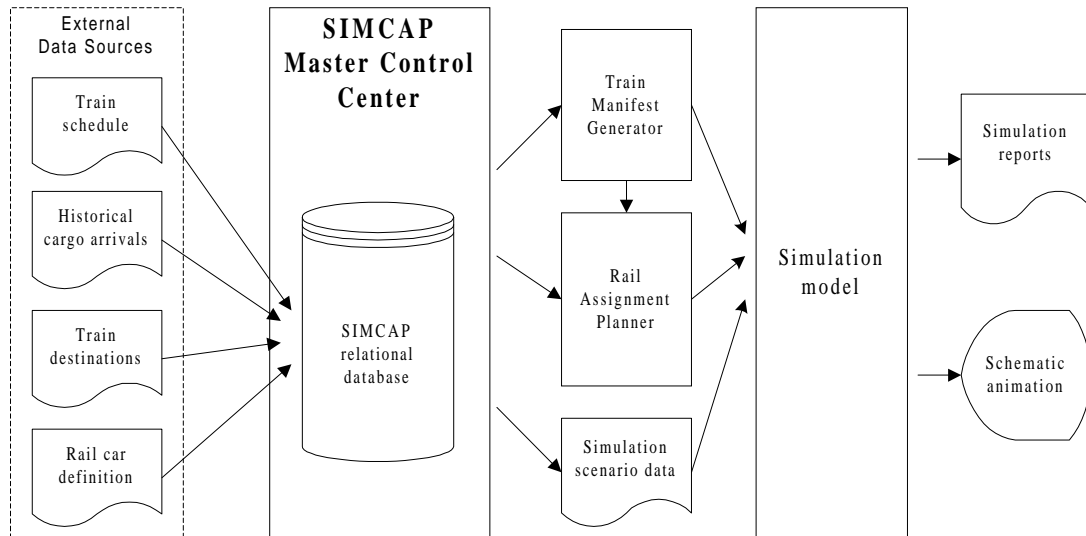 External
Data Sources
Train
schedule
Historical
cargo arrivals
Train
destinations
Rail car
definition
SIMCAP
Master Control
Center
SIMCAP
relational
database
Train
Manifest
Generator
Rail
Assignment
Planner
Simulation
scenario data
Simulation
model
Simulation
reports
Schematic
animation